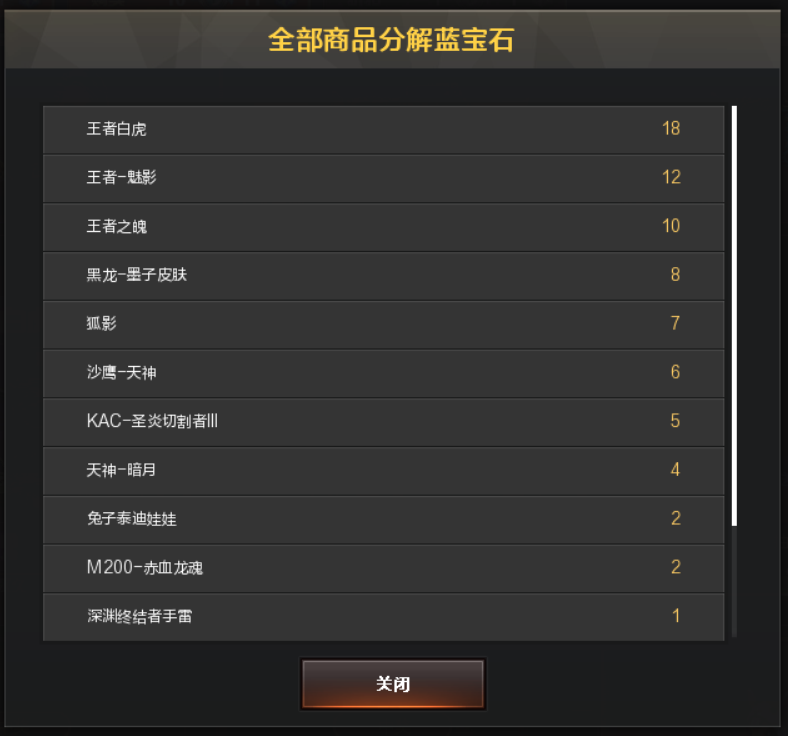 全部商品分解蓝宝石
王者白虎 18
王者-魅影 12
王者之魄 10
黑龙-墨子皮肤 8
狐影 7
沙鹰-天神 6
KAC-圣炎切割者III 5
天神-暗月 4
兔子泰迪娃娃 2
M200-赤血龙魂 2
深渊终结者手雷 1
关闭